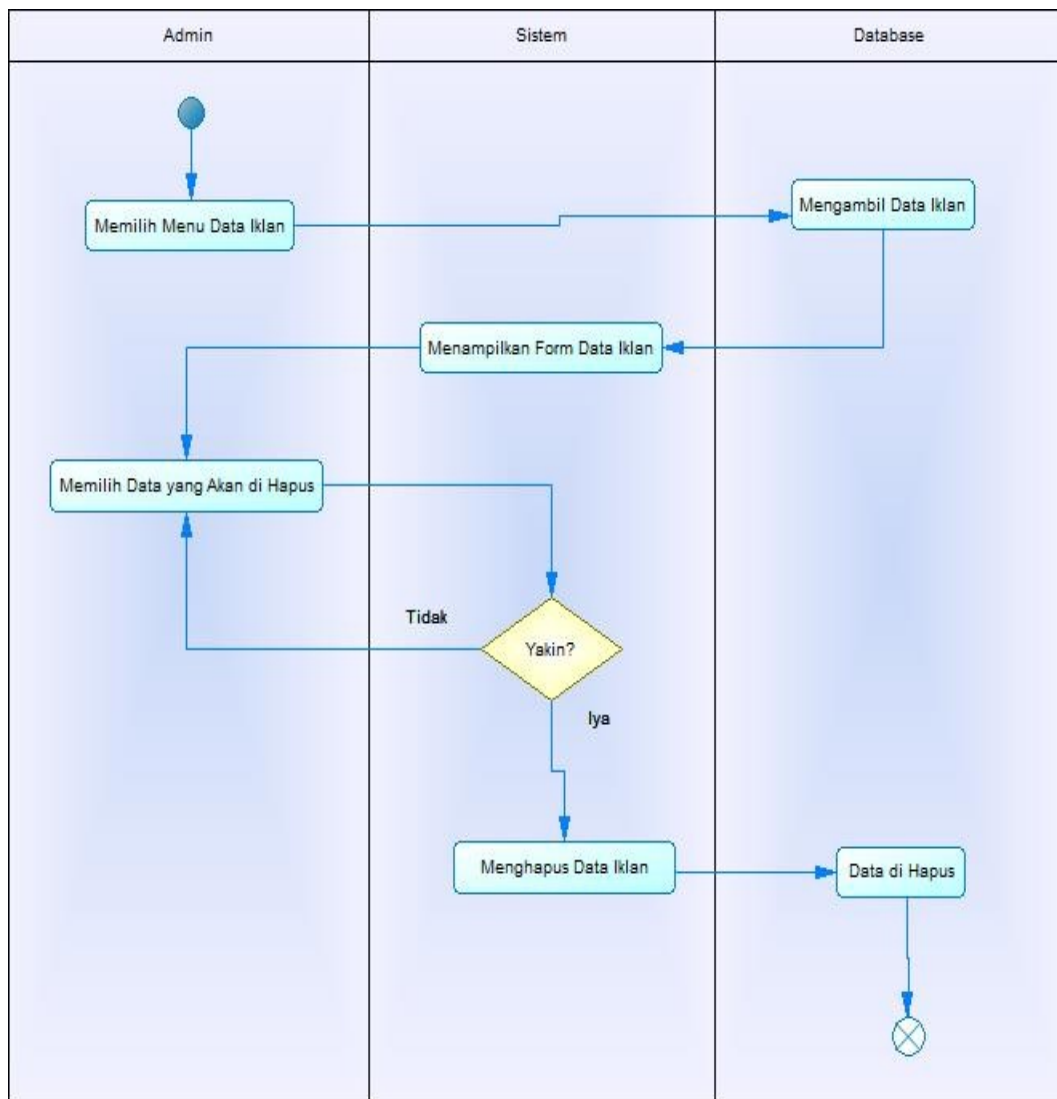 Admin
Sistem
Database
Memilih Menu Data Iklan
Mengambil Data Iklan
Menampilkan Form Data Iklan
Memilih Data yang Akan di Hapus
Tidak
Yakin?
Iya
Menghapus Data Iklan
Data di Hapus